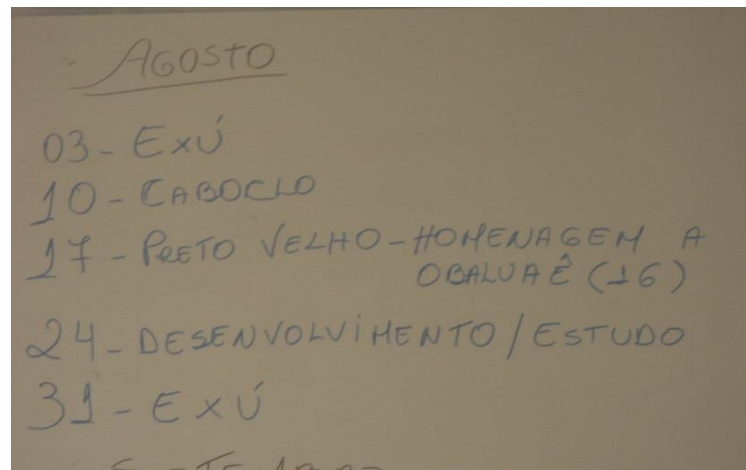 AGOSTO
03 - EXÚ
10 - CABOCLO
17 - PRETO VELHO - HOMENAGEM A
OBALUAÊ (16)
24 - DESENVOLVIMENTO / ESTUDO
31 - EXÚ